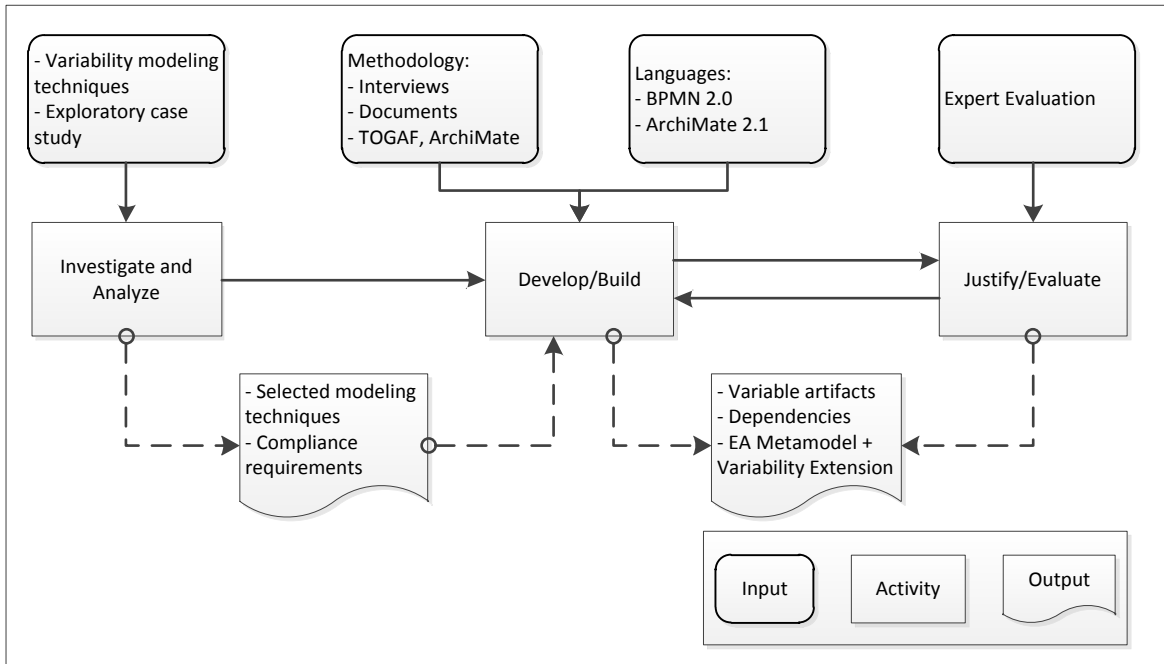 - Variability modeling
techniques
- Exploratory case
study
Methodology:
- Interviews
- Documents
- TOGAF, ArchiMate
Languages:
- BPMN 2.0
- ArchiMate 2.1
Expert Evaluation
Investigate and
Analyze
Develop/Build
Justify/Evaluate
- Selected modeling
techniques
- Compliance
requirements
- Variable artifacts
- Dependencies
- EA Metamodel +
Variability Extension
Input
Activity
Output